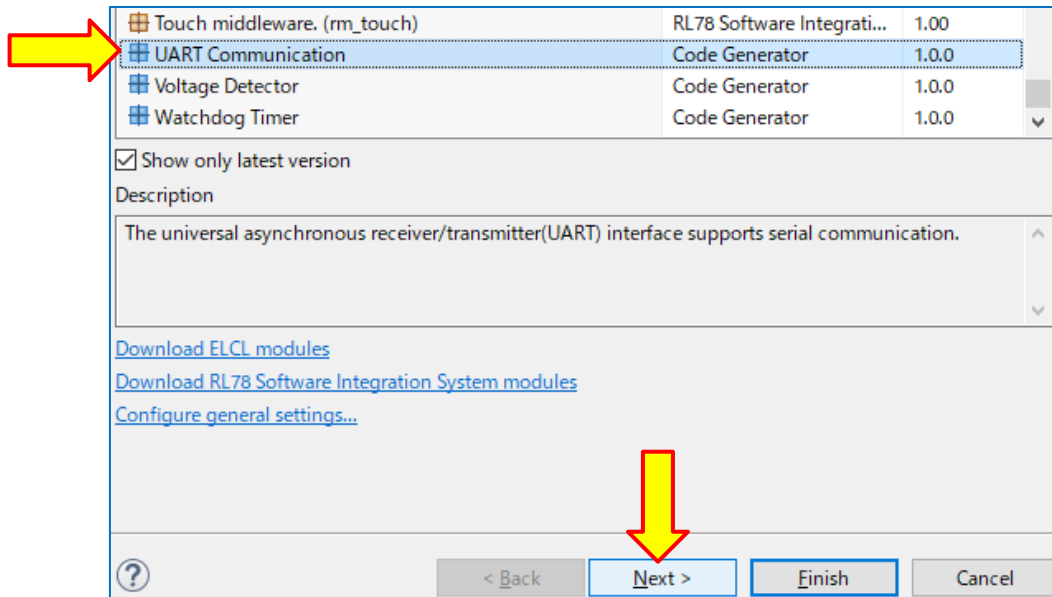 Touch middleware. (rm_touch) RL78 Software Integrati... 1.00
UART Communication Code Generator 1.0.0
Voltage Detector Code Generator 1.0.0
Watchdog Timer Code Generator 1.0.0
Show only latest version
Description
The universal asynchronous receiver/transmitter(UART) interface supports serial communication.
Download ELCL modules
Download RL78 Software Integration System modules
Configure general settings...
? < Back Next > Finish Cancel